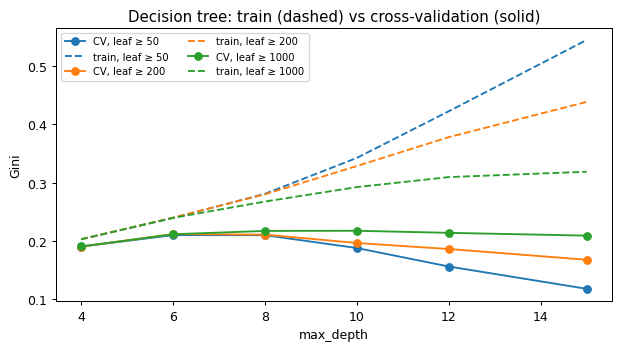 Decision tree: train (dashed) vs cross-validation (solid)
CV, leaf ≥ 50
train, leaf ≥ 50
CV, leaf ≥ 200
train, leaf ≥ 200
CV, leaf ≥ 1000
train, leaf ≥ 1000
Gini
0.5
0.4
0.3
0.2
0.1
4 6 8 10 12 14
max_depth